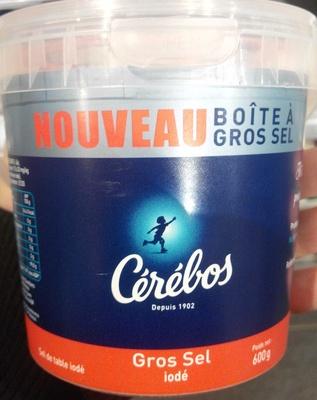 NOUVEAU BOÎTE À
GROS SEL
Cérébos
Depuis 1902
Sel de table iodé
Gros Sel
iodé
Poids net
600g